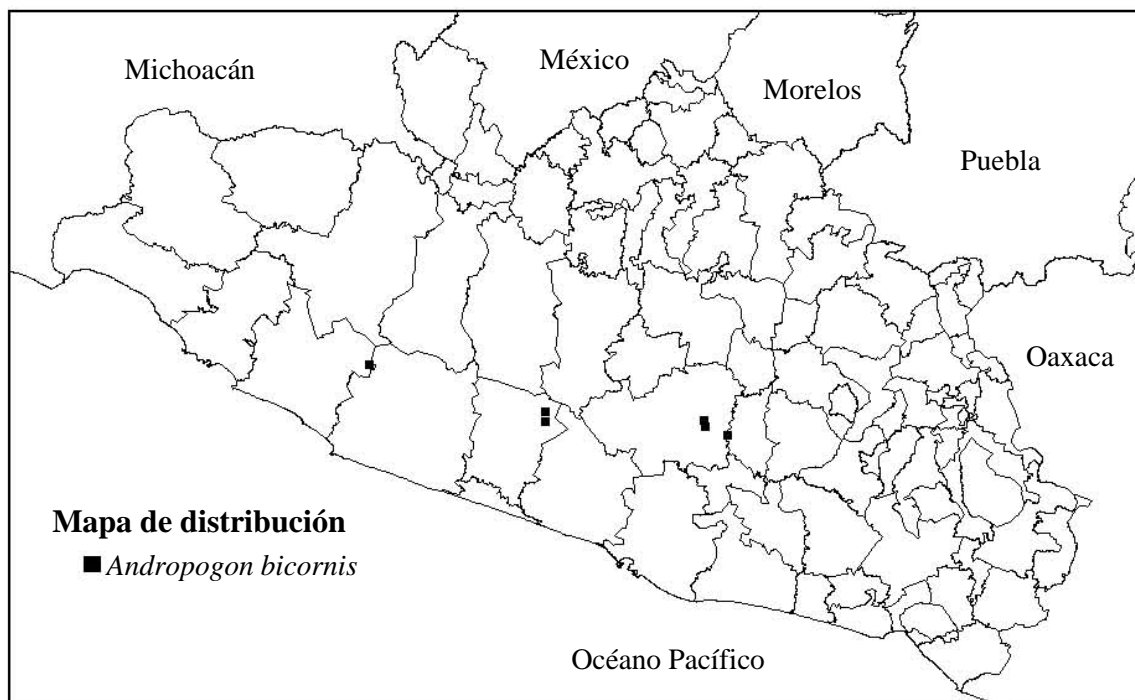 Michoacán
México
Morelos
Puebla
Oaxaca
Mapa de distribución
Andropogon bicornis
Océano Pacífico